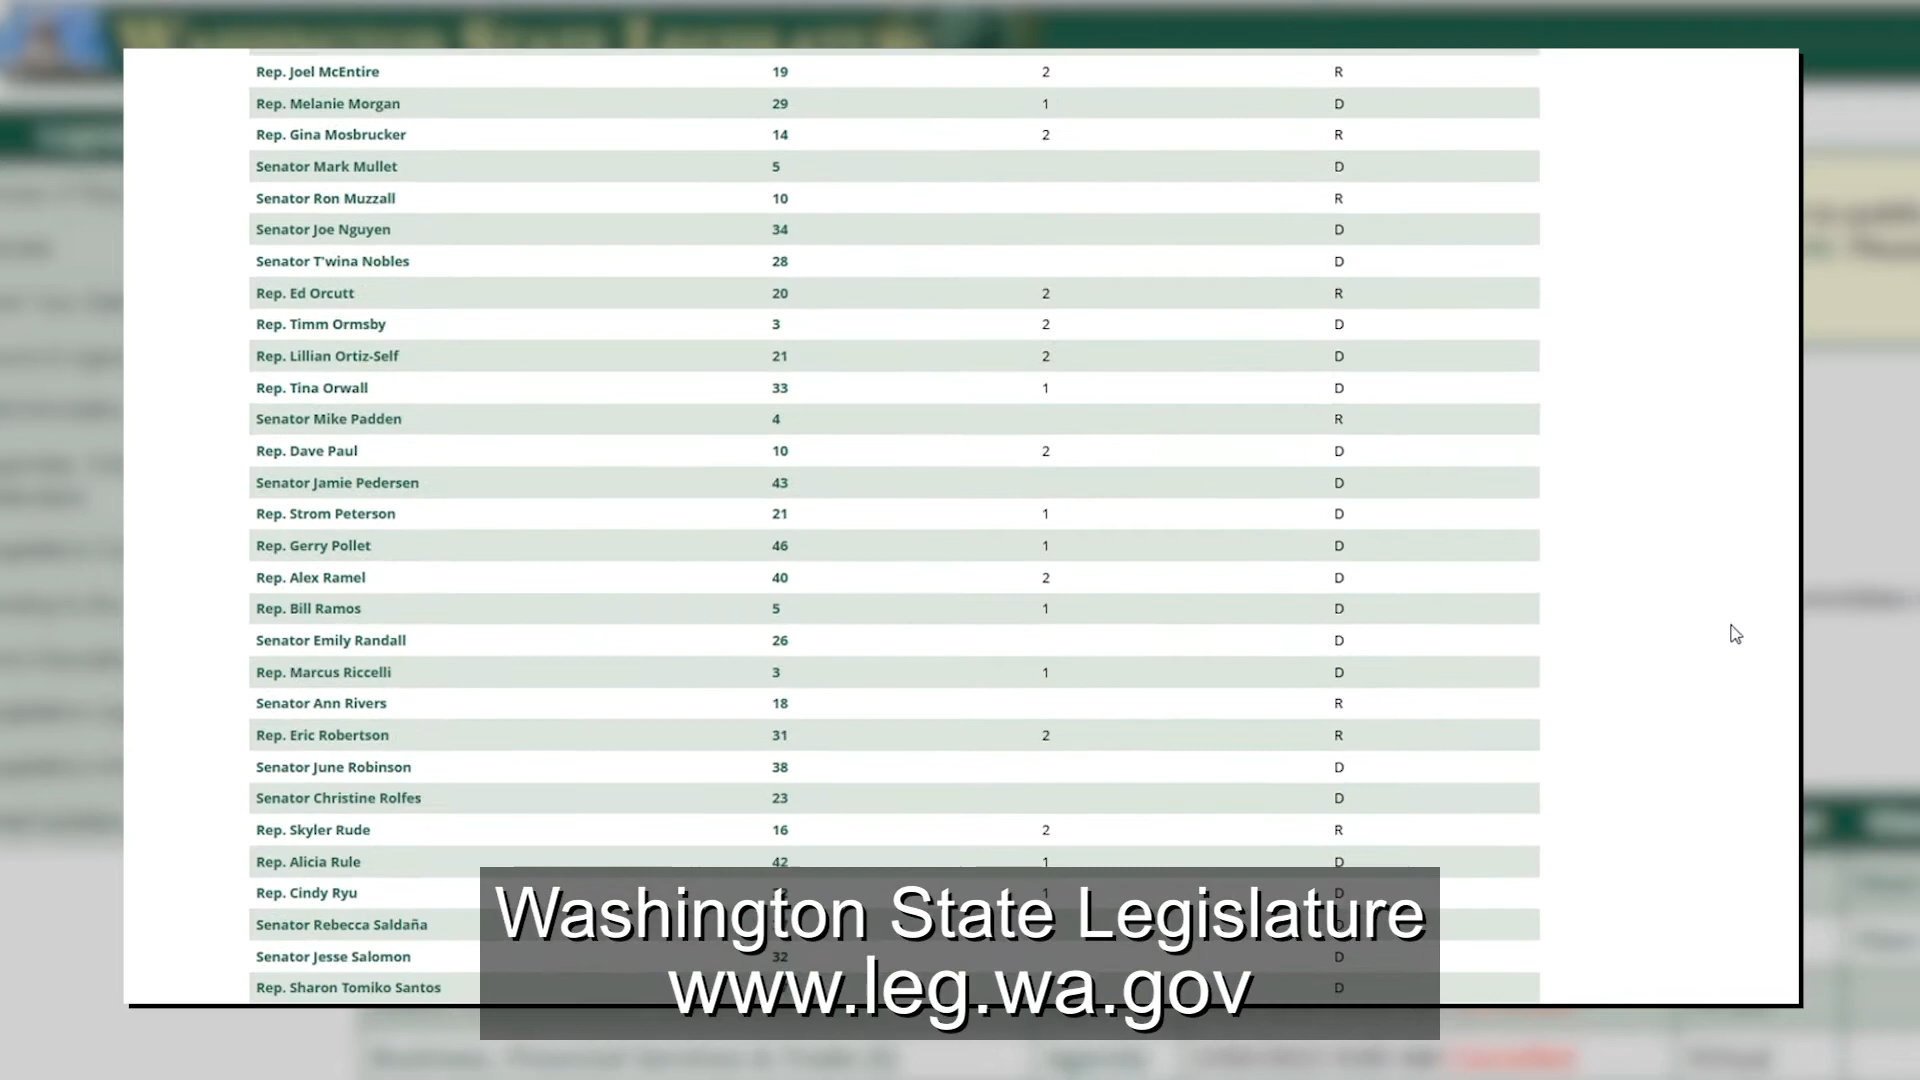 WASHINGTON STATE LEGISLATURE
Rep. Joel McEntire 19 2 R
Rep. Melanie Morgan 29 1 D
Rep. Gina Mosbrucker 14 2 R
Senator Mark Mullet 5 D
Senator Ron Muzzall 10 R
Senator Joe Nguyen 34 D
Senator T'wina Nobles 28 D
Rep. Ed Orcutt 20 2 R
Rep. Timm Ormsby 3 2 D
Rep. Lillian Ortiz-Self 21 2 D
Rep. Tina Orwall 33 1 D
Senator Mike Padden 4 R
Rep. Dave Paul 10 2 D
Senator Jamie Pedersen 43 D
Rep. Strom Peterson 21 1 D
Rep. Gerry Pollet 46 1 D
Rep. Alex Ramel 40 2 D
Rep. Bill Ramos 5 1 D
Senator Emily Randall 26 D
Rep. Marcus Riccelli 3 1 D
Senator Ann Rivers 18 R
Rep. Eric Robertson 31 2 R
Senator June Robinson 38 D
Senator Christine Rolfes 23 D
Rep. Skyler Rude 16 2 R
Rep. Alicia Rule 42 1 D
Rep. Cindy Ryu 1 D
Senator Rebecca Saldaña D
Senator Jesse Salomon 32 D
Rep. Sharon Tomiko Santos D
Washington State Legislature
www.leg.wa.gov